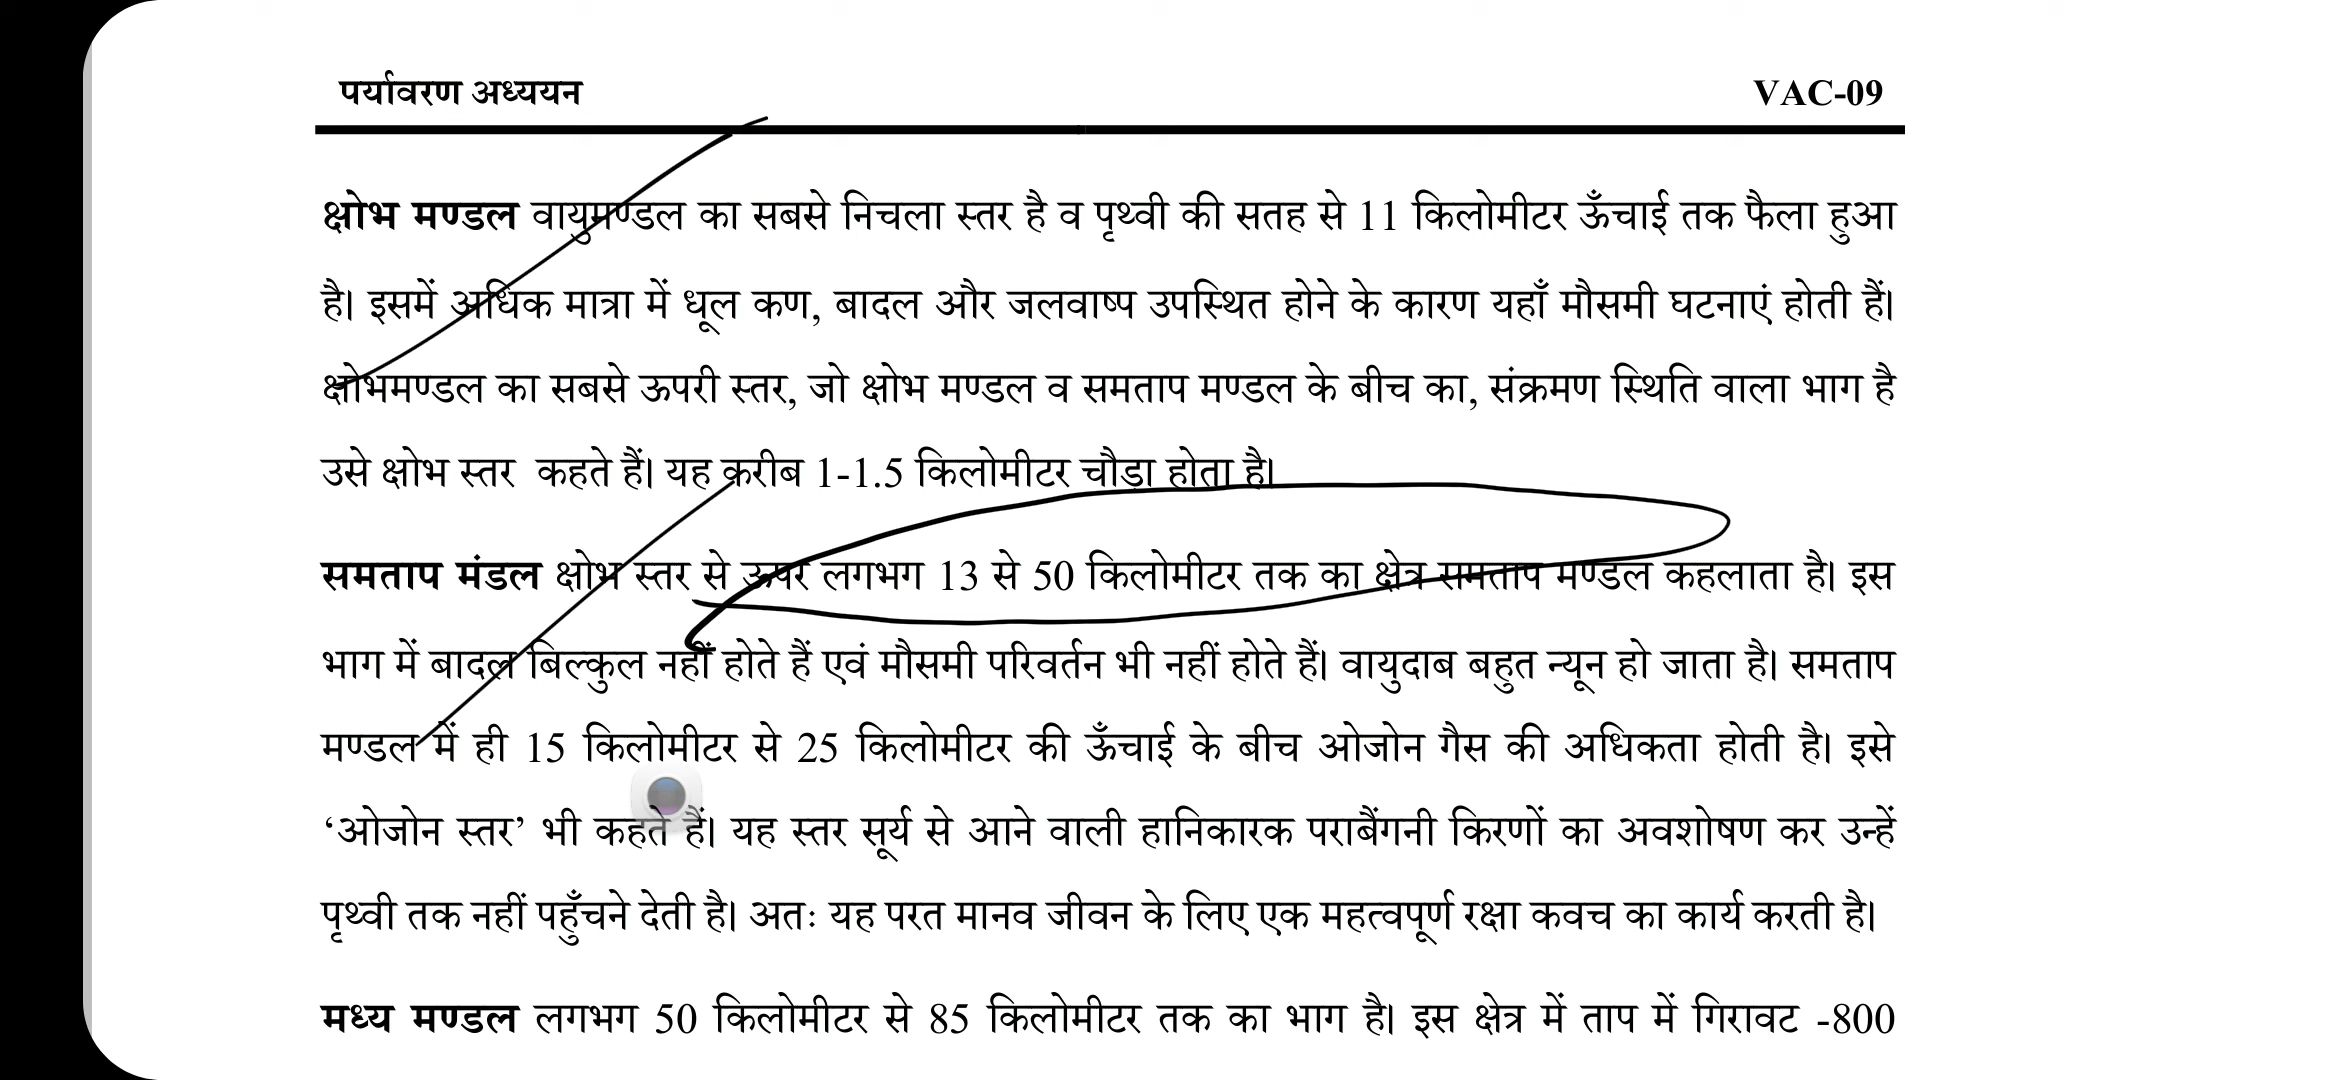 पर्यावरण अध्ययन VAC-09
क्षोभ मण्डल वायुमण्डल का सबसे निचला स्तर है व पृथ्वी की सतह से 11 किलोमीटर ऊँचाई तक फैला हुआ
है। इसमें अधिक मात्रा में धूल कण, बादल और जलवाष्प उपस्थित होने के कारण यहाँ मौसमी घटनाएं होती हैं।
क्षोभमण्डल का सबसे ऊपरी स्तर, जो क्षोभ मण्डल व समताप मण्डल के बीच का, संक्रमण स्थिति वाला भाग है
उसे क्षोभ स्तर कहते हैं। यह करीब 1-1.5 किलोमीटर चौड़ा होता है।
समताप मंडल क्षोभ स्तर से ऊपर लगभग 13 से 50 किलोमीटर तक का क्षेत्र समताप मण्डल कहलाता है। इस
भाग में बादल बिल्कुल नहीं होते हैं एवं मौसमी परिवर्तन भी नहीं होते हैं। वायुदाब बहुत न्यून हो जाता है। समताप
मण्डल में ही 15 किलोमीटर से 25 किलोमीटर की ऊँचाई के बीच ओजोन गैस की अधिकता होती है। इसे
‘ओजोन स्तर’ भी कहते हैं। यह स्तर सूर्य से आने वाली हानिकारक पराबैंगनी किरणों का अवशोषण कर उन्हें
पृथ्वी तक नहीं पहुँचने देती है। अतः यह परत मानव जीवन के लिए एक महत्वपूर्ण रक्षा कवच का कार्य करती है।
मध्य मण्डल लगभग 50 किलोमीटर से 85 किलोमीटर तक का भाग है। इस क्षेत्र में ताप में गिरावट -800